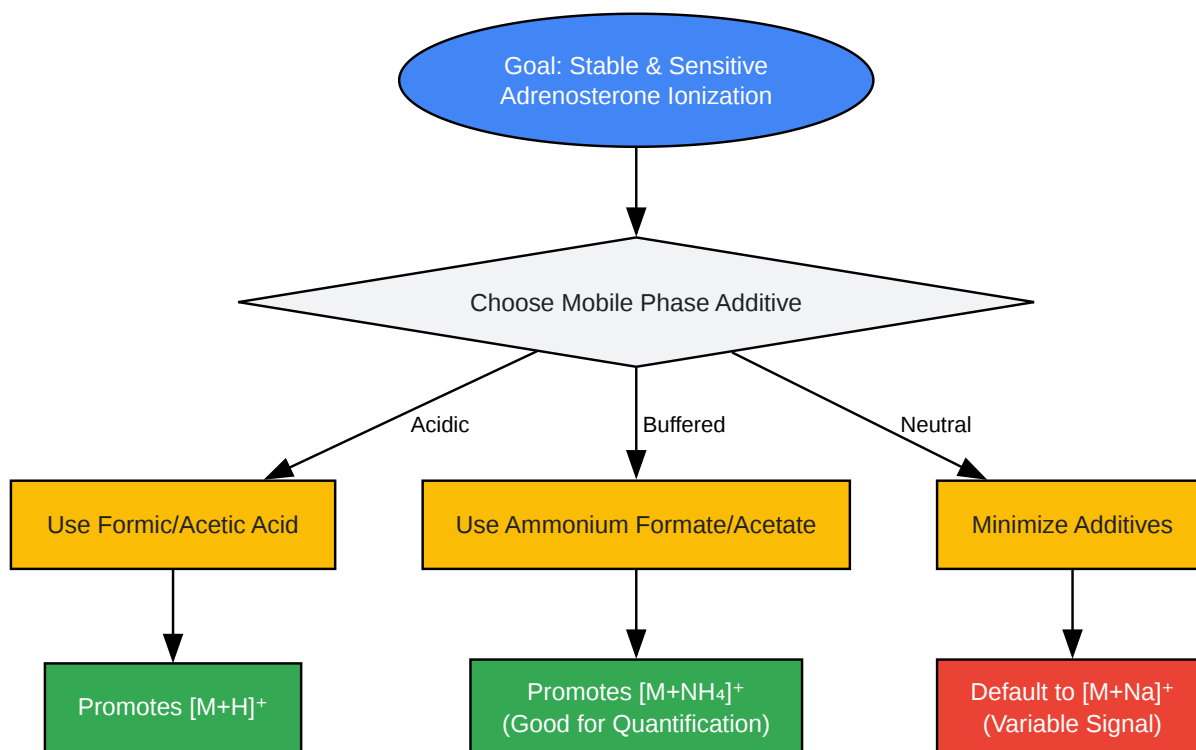 Goal: Stable & Sensitive
Adrenosterone Ionization
Choose Mobile Phase Additive
Acidic
Buffered
Neutral
Use Formic/Acetic Acid
Use Ammonium Formate/Acetate
Minimize Additives
Promotes [M+H]⁺
Promotes [M+NH₄]⁺
(Good for Quantification)
Default to [M+Na]⁺
(Variable Signal)